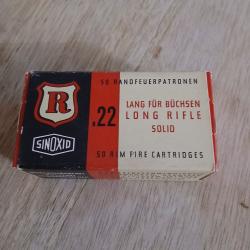 50 RANDFEUERPATRONEN
R
.22
LANG FÜR BÜCHSEN
LONG RIFLE
SOLID
SINOXID
50 RIM FIRE CARTRIDGES